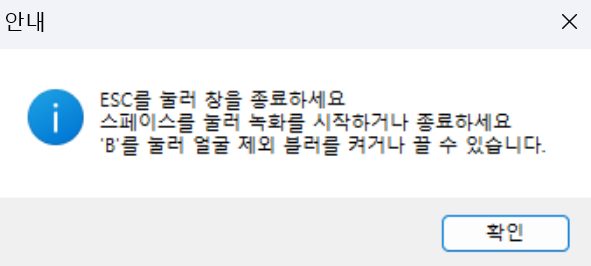 안내
ESC를 눌러 창을 종료하세요
스페이스를 눌러 녹화를 시작하거나 종료하세요
'B'를 눌러 얼굴 제외 블러를 켜거나 끌 수 있습니다.
확인